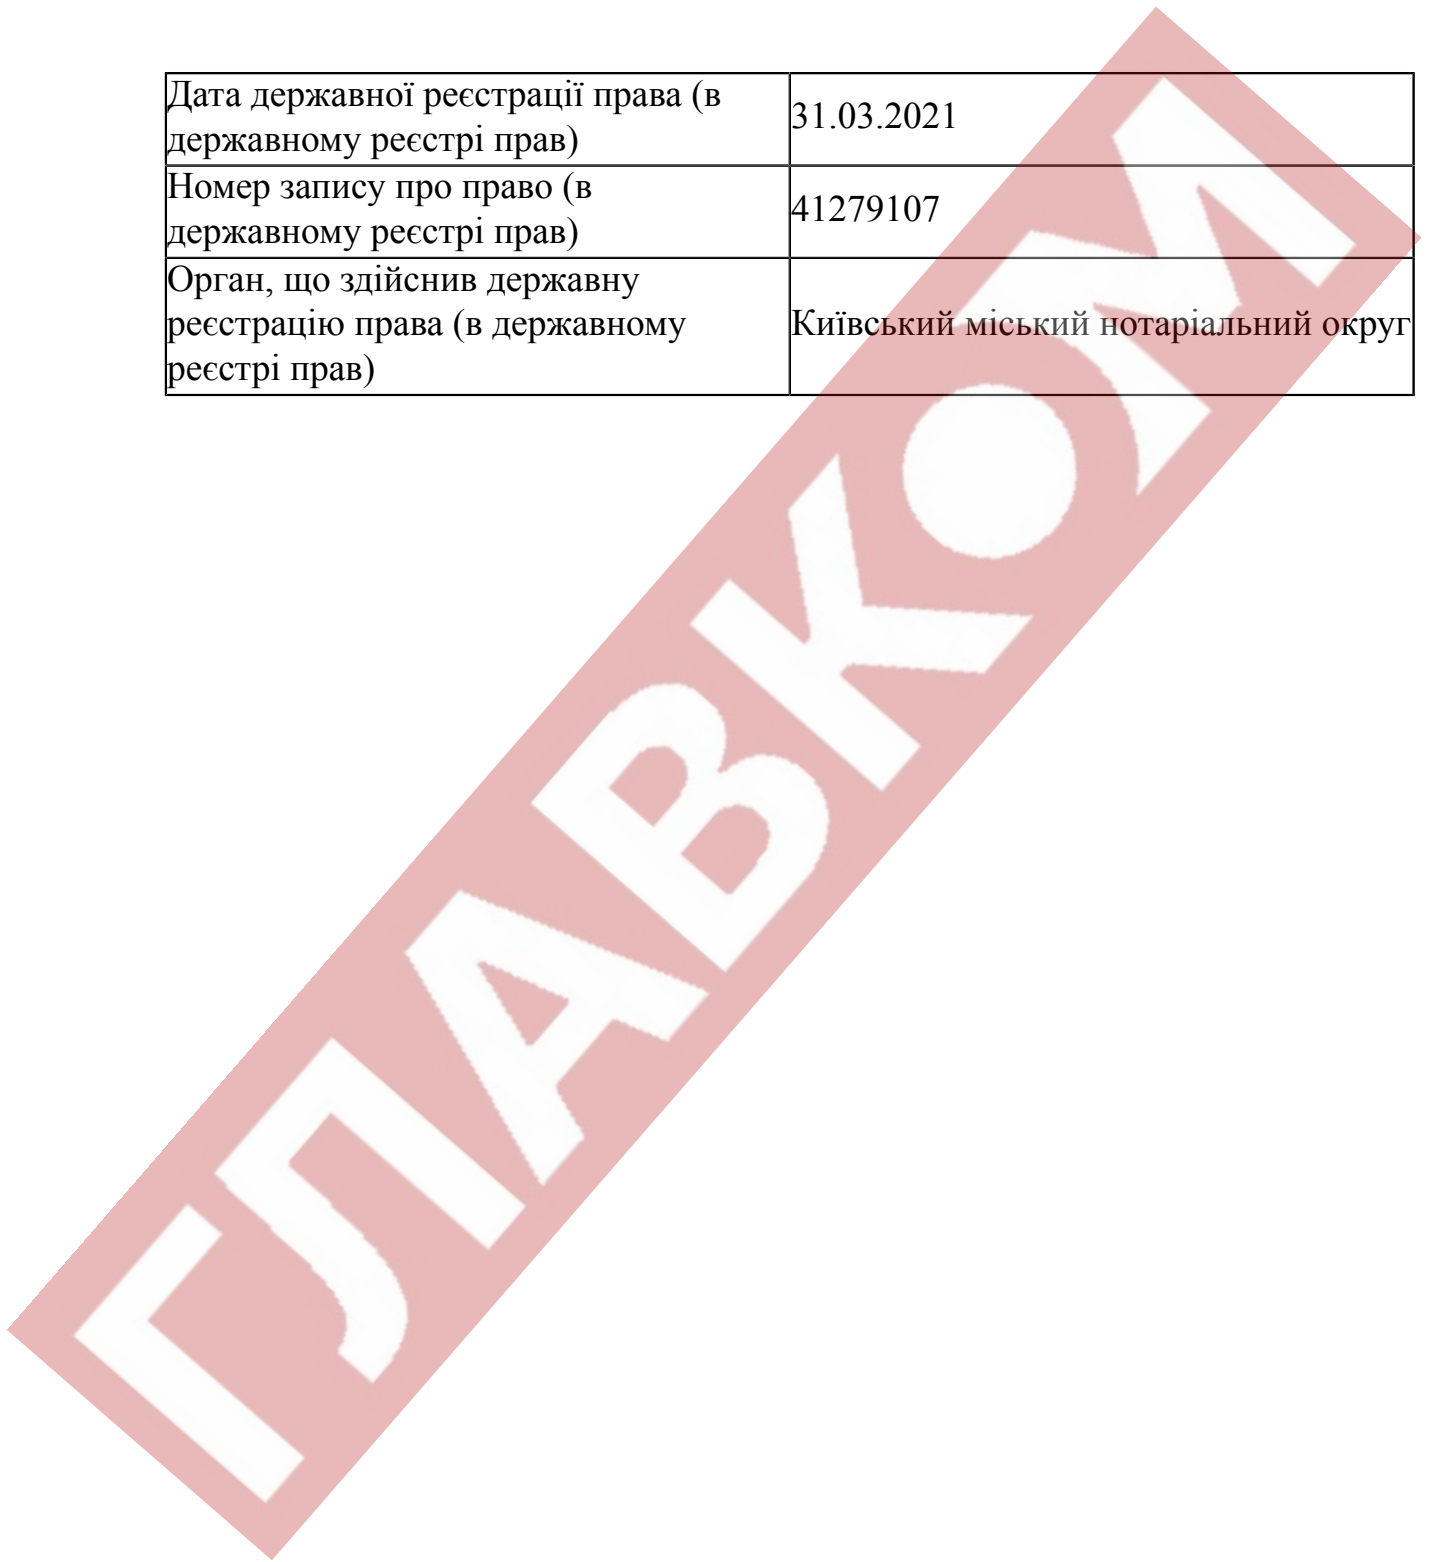 Дата державної реєстрації права (в
державному реєстрі прав)
31.03.2021
Номер запису про право (в
державному реєстрі прав)
41279107
Орган, що здійснив державну
реєстрацію права (в державному
реєстрі прав)
Київський міський нотаріальний округ
ГЛАВКОМ